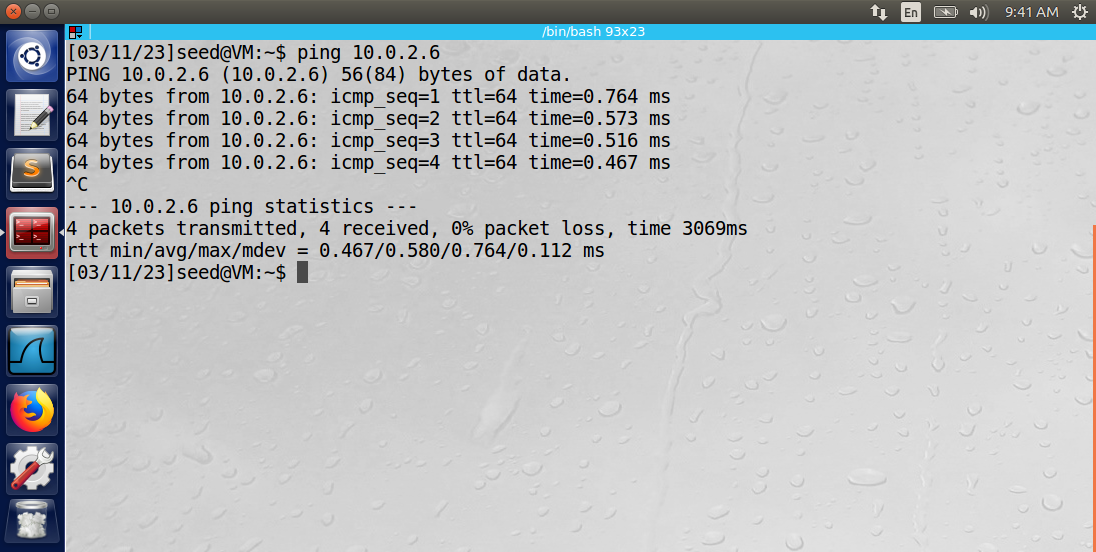 En
9:41 AM
/bin/bash 93x23
[03/11/23]seed@VM:~$ ping 10.0.2.6
PING 10.0.2.6 (10.0.2.6) 56(84) bytes of data.
64 bytes from 10.0.2.6: icmp_seq=1 ttl=64 time=0.764 ms
64 bytes from 10.0.2.6: icmp_seq=2 ttl=64 time=0.573 ms
64 bytes from 10.0.2.6: icmp_seq=3 ttl=64 time=0.516 ms
64 bytes from 10.0.2.6: icmp_seq=4 ttl=64 time=0.467 ms
^C
--- 10.0.2.6 ping statistics ---
4 packets transmitted, 4 received, 0% packet loss, time 3069ms
rtt min/avg/max/mdev = 0.467/0.580/0.764/0.112 ms
[03/11/23]seed@VM:~$